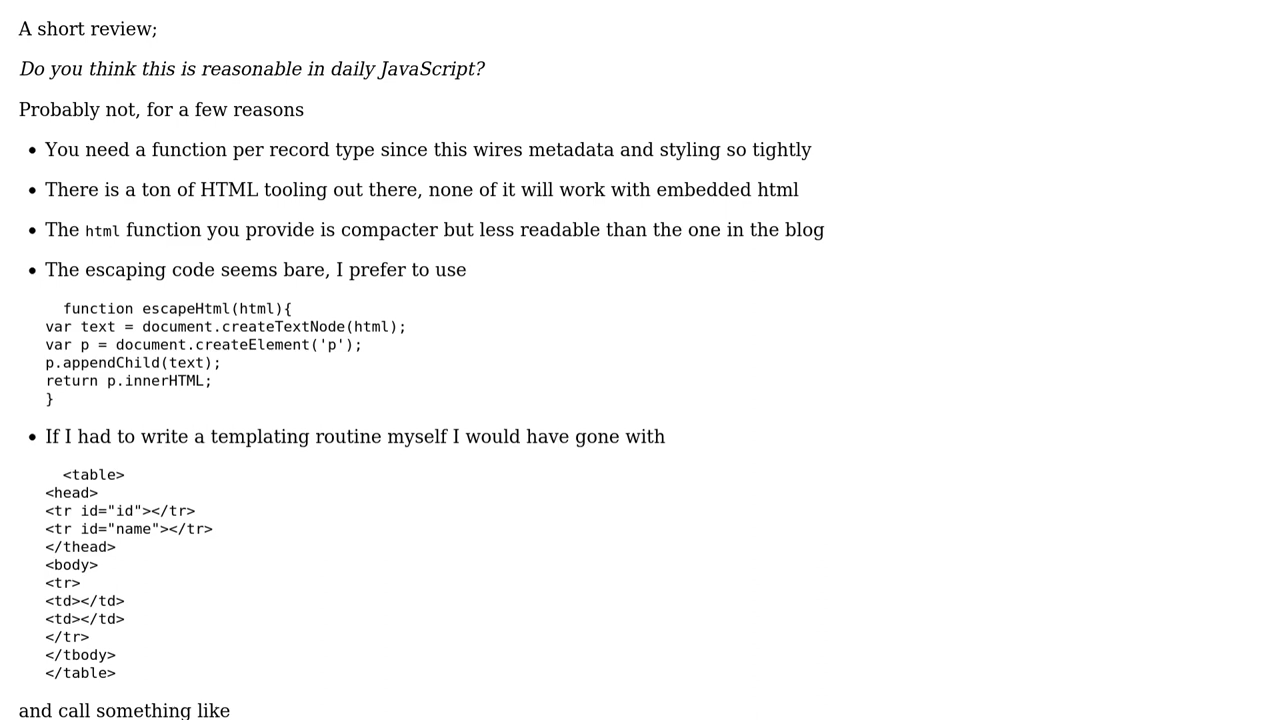 A short review;
Do you think this is reasonable in daily JavaScript?
Probably not, for a few reasons
• You need a function per record type since this wires metadata and styling so tightly
• There is a ton of HTML tooling out there, none of it will work with embedded html
• The html function you provide is compacter but less readable than the one in the blog
• The escaping code seems bare, I prefer to use
function escapeHtml(html){
var text = document.createTextNode(html);
var p = document.createElement('p');
p.appendChild(text);
return p.innerHTML;
}
• If I had to write a templating routine myself I would have gone with
<table>
<head>
<tr id="id"></tr>
<tr id="name"></tr>
</thead>
<body>
<tr>
<td></td>
<td></td>
</tr>
</tbody>
</table>
and call something like